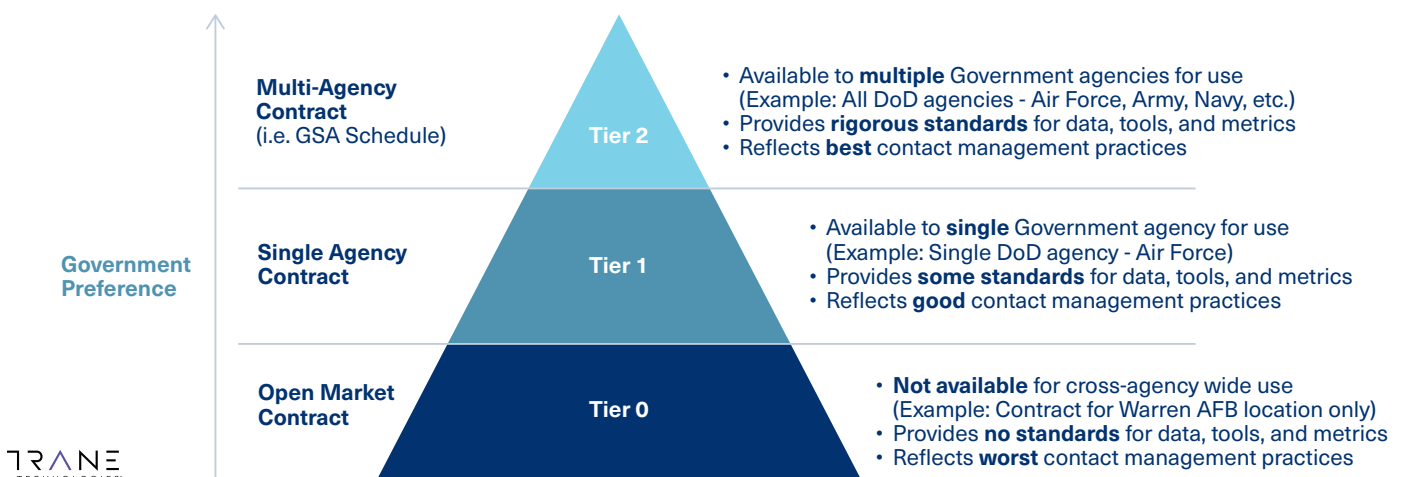 Multi-Agency
Contract
(i.e. GSA Schedule)
Tier 2
• Available to multiple Government agencies for use
(Example: All DoD agencies - Air Force, Army, Navy, etc.)
• Provides rigorous standards for data, tools, and metrics
• Reflects best contact management practices
Government
Preference
Single Agency
Contract
Tier 1
• Available to single Government agency for use
(Example: Single DoD agency - Air Force)
• Provides some standards for data, tools, and metrics
• Reflects good contact management practices
Open Market
Contract
Tier 0
• Not available for cross-agency wide use
(Example: Contract for Warren AFB location only)
• Provides no standards for data, tools, and metrics
• Reflects worst contact management practices
TRANE